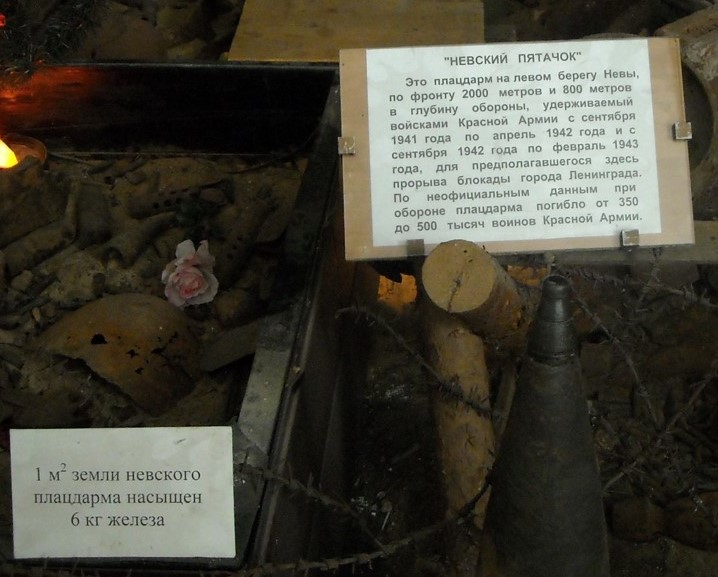 "НЕВСКИЙ ПЯТАЧОК"
Это плацдарм на левом берегу Невы,
по фронту 2000 метров и 800 метров
в глубину обороны, удерживаемый
войсками Красной Армии с сентября
1941 года по апрель 1942 года и с
сентября 1942 года по февраль 1943
года, для предполагавшегося здесь
прорыва блокады города Ленинграда.
По неофициальным данным при
обороне плацдарма погибло от 350
до 500 тысяч воинов Красной Армии.
1 м² земли невского
плацдарма насыщен
6 кг железа